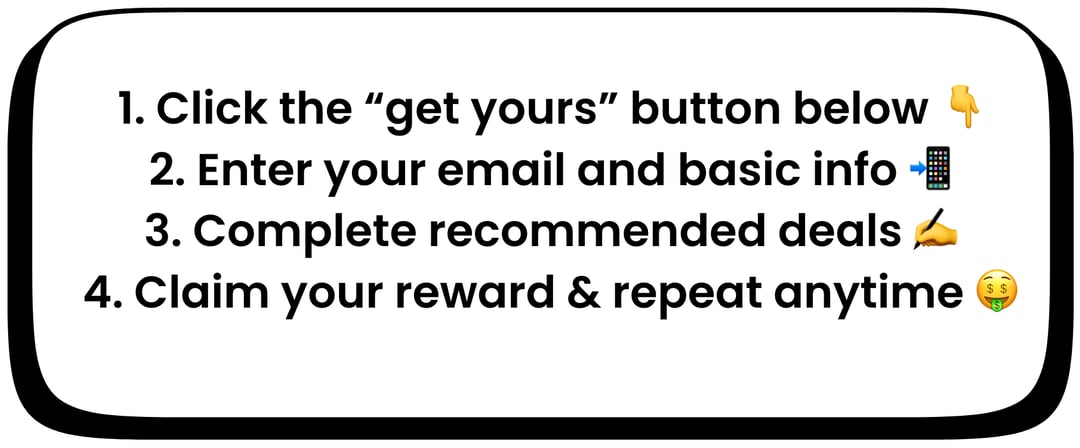 1. Click the “get yours” button below 👇
2. Enter your email and basic info 📲
3. Complete recommended deals ✍️
4. Claim your reward & repeat anytime 🤑